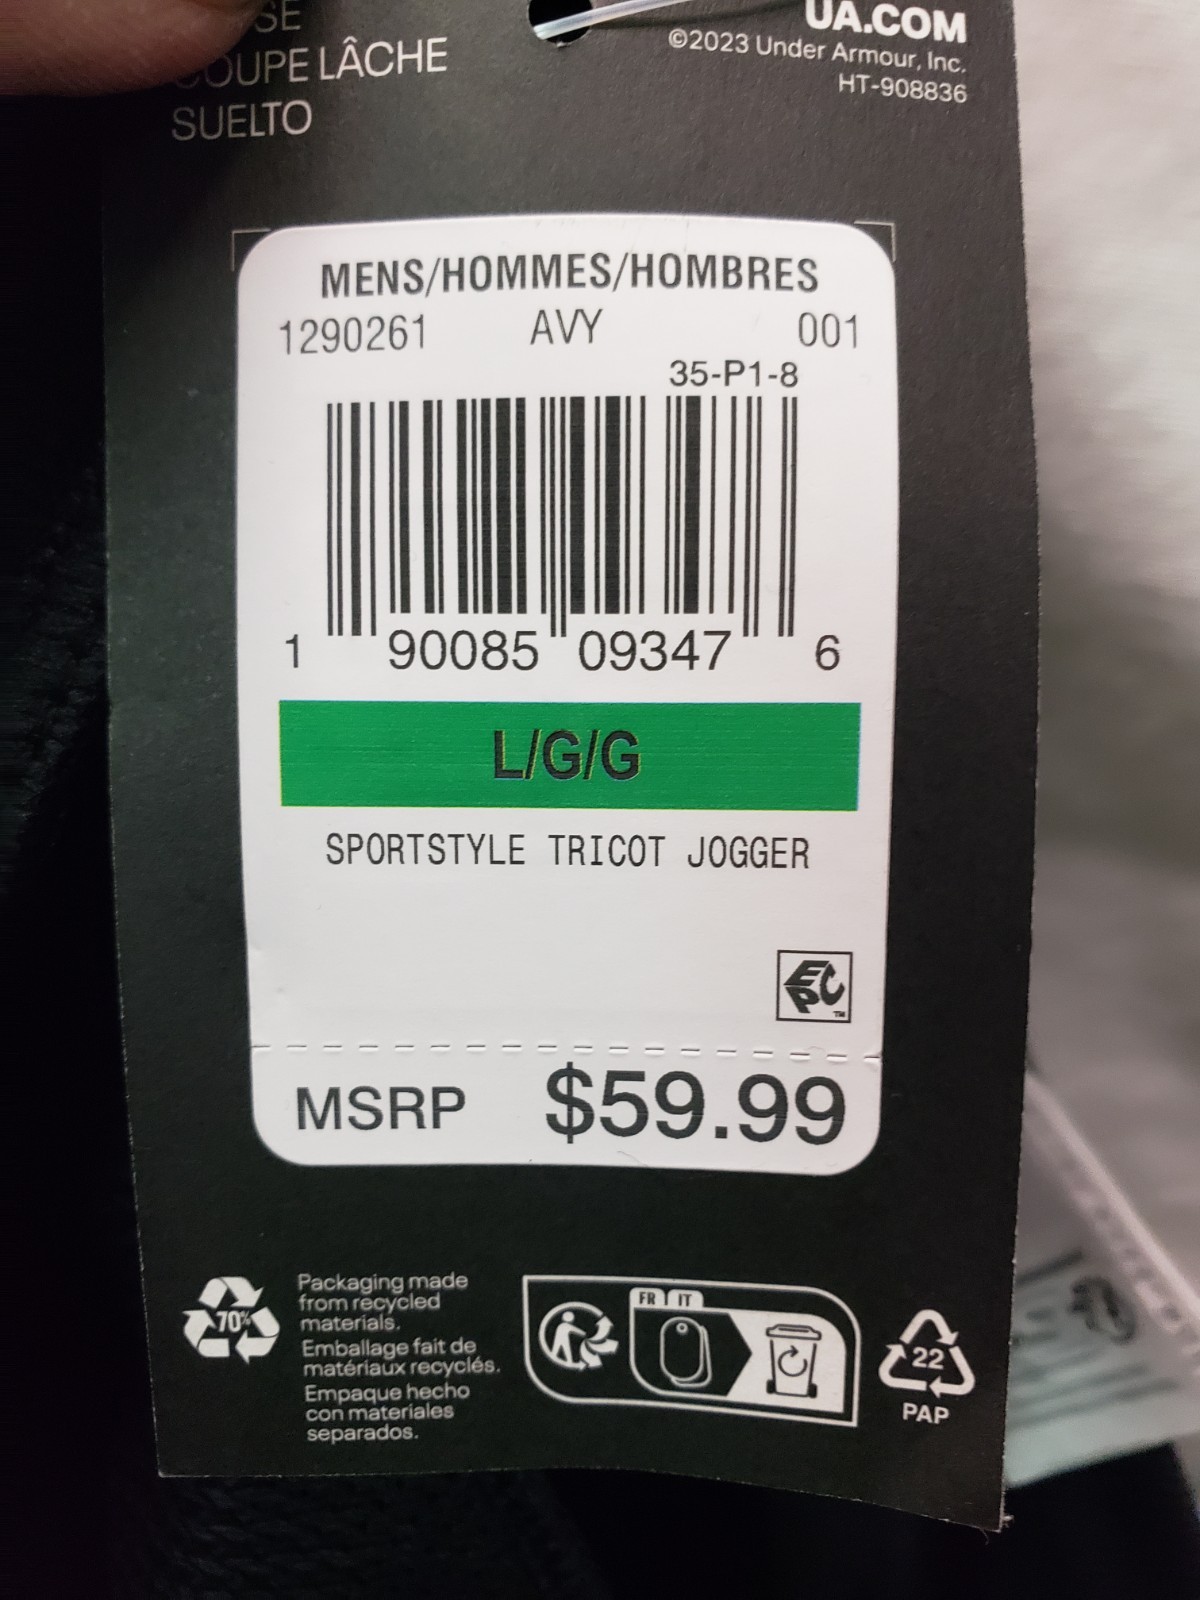 SE
COUPE LÂCHE
SUELTO
UA.COM
©2023 Under Armour, Inc.
HT-908836
MENS/HOMMES/HOMBRES
1290261 AVY 001
35-P1-8
1 90085 09347 6
L/G/G
SPORTSTYLE TRICOT JOGGER
EPC™
MSRP $59.99
70%
Packaging made
from recycled
materials.
Emballage fait de
matériaux recyclés.
Empaque hecho
con materiales
separados.
FR IT
22
PAP